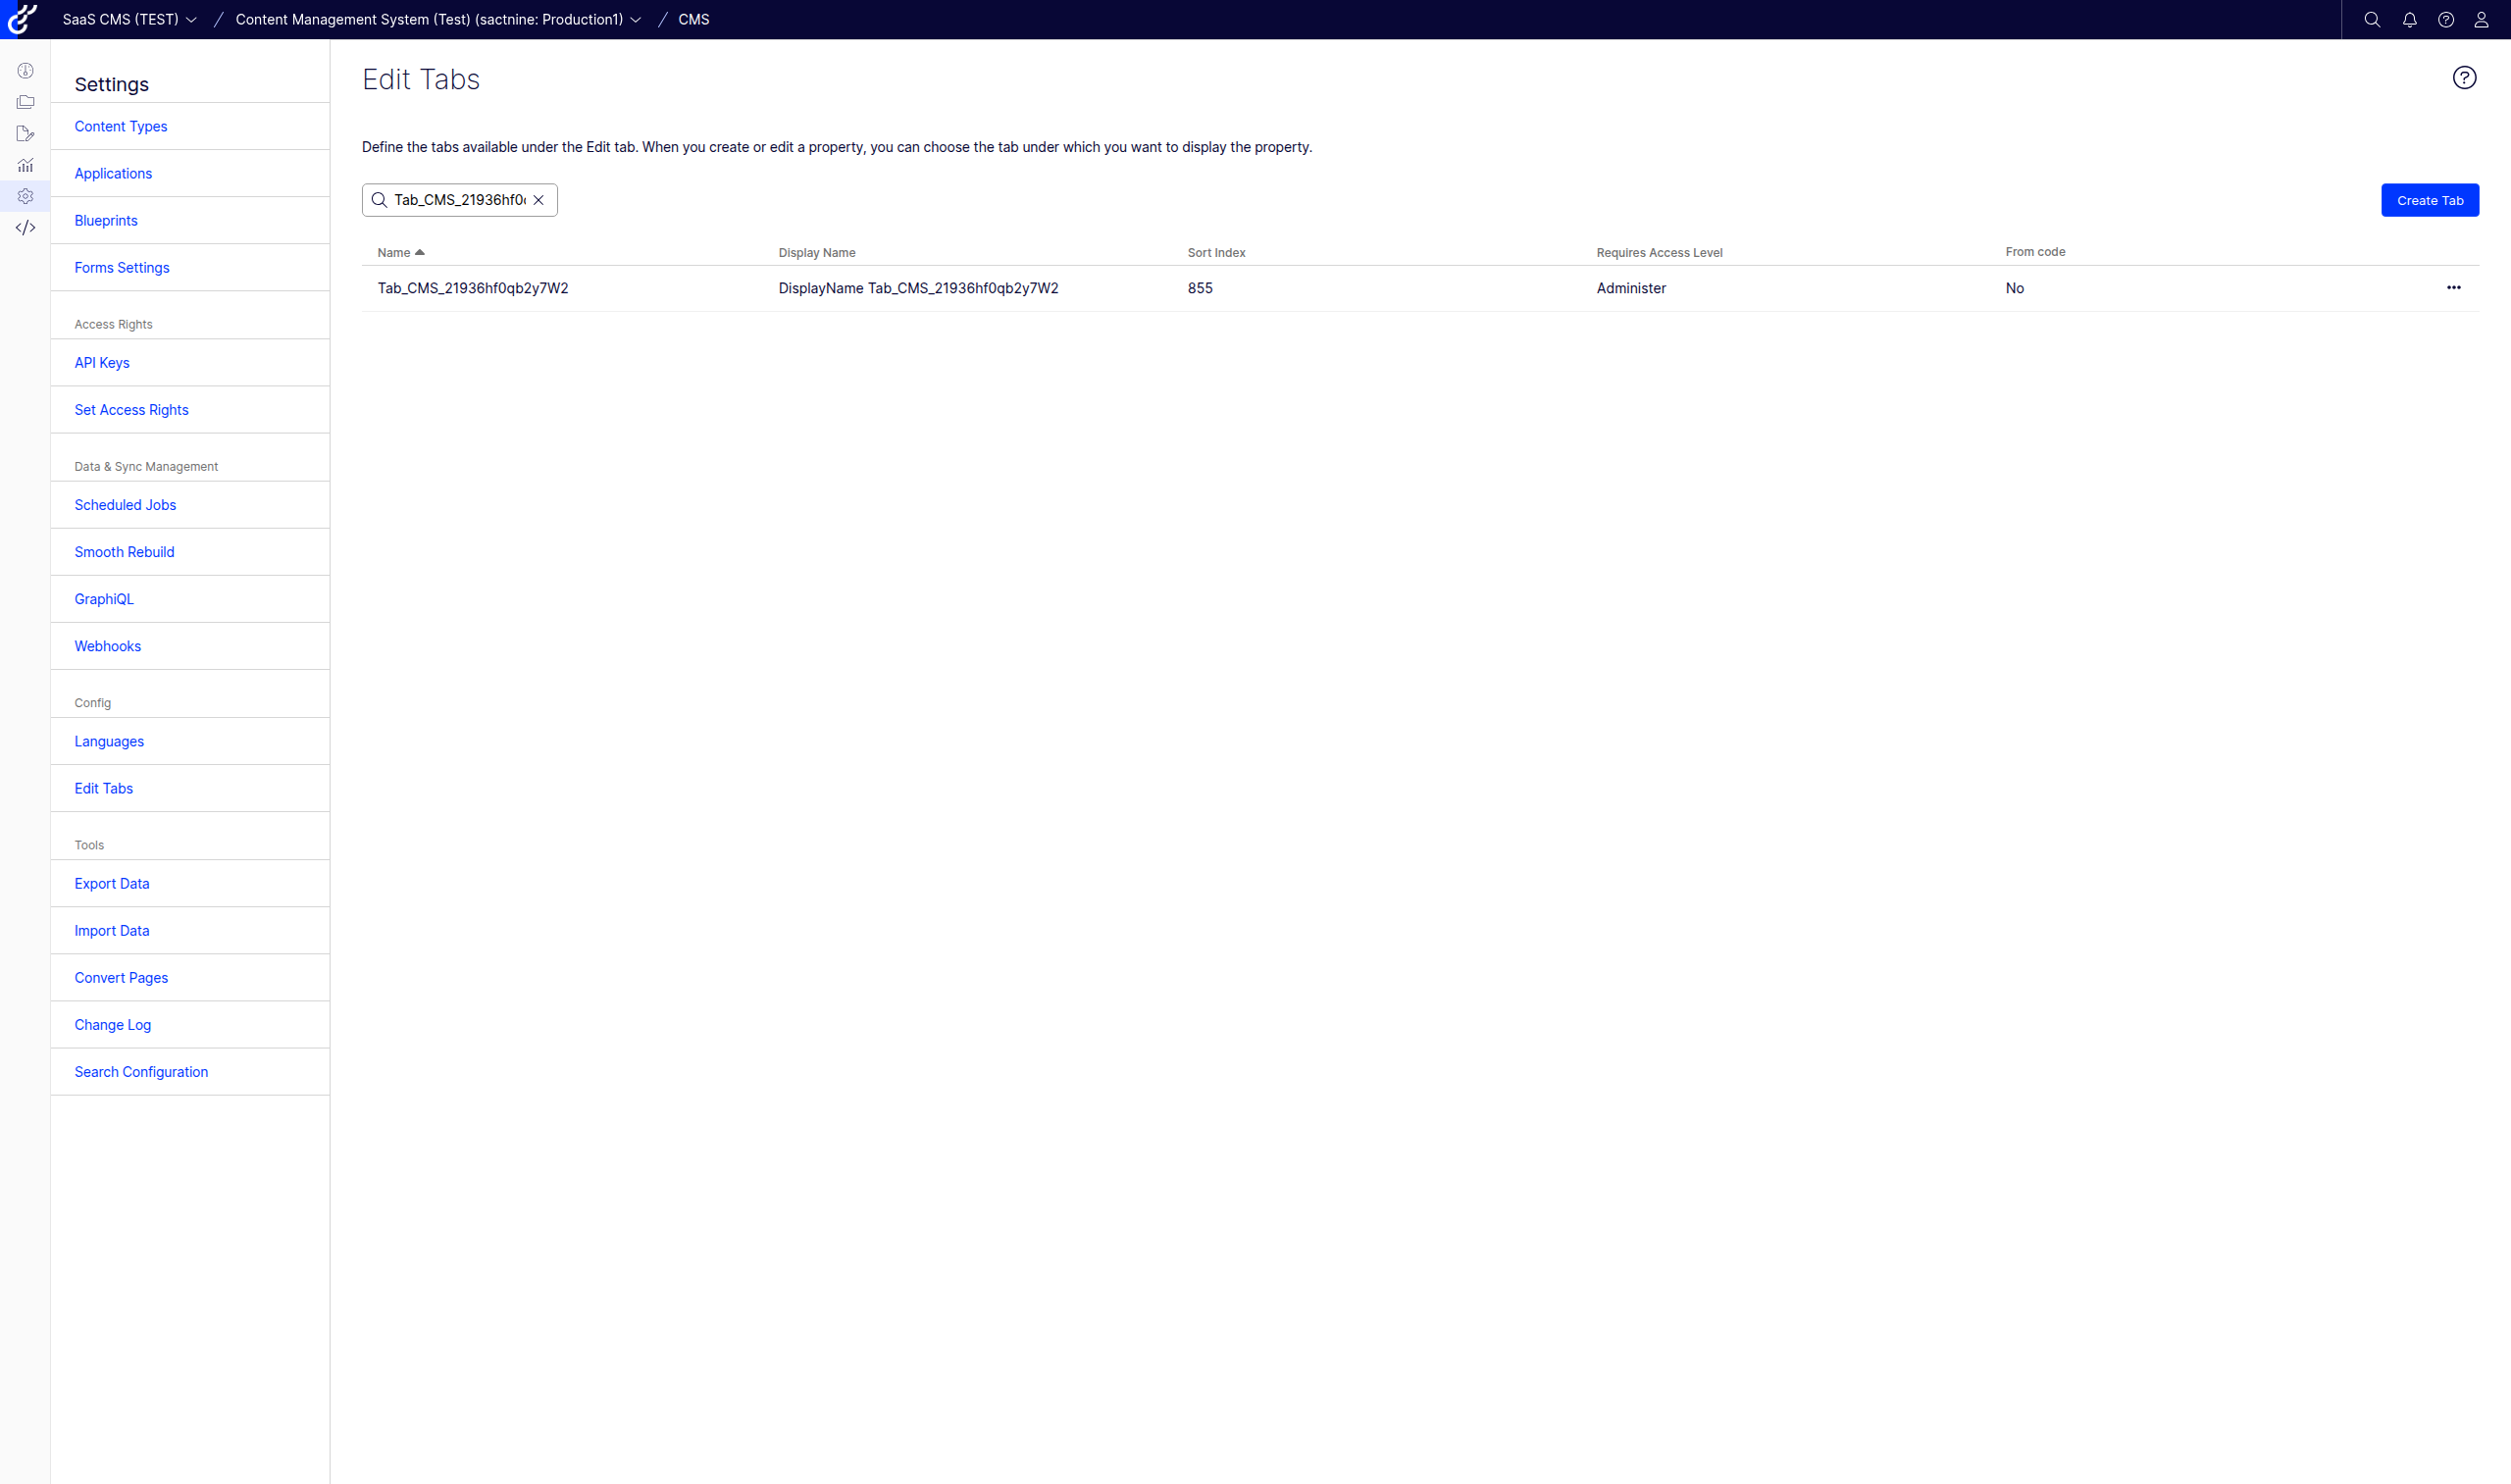 SaaS CMS (TEST) / Content Management System (Test) (sactnine: Production1) / CMS
Settings
Content Types
Applications
Blueprints
Forms Settings
Access Rights
API Keys
Set Access Rights
Data & Sync Management
Scheduled Jobs
Smooth Rebuild
GraphiQL
Webhooks
Config
Languages
Edit Tabs
Tools
Export Data
Import Data
Convert Pages
Change Log
Search Configuration
Edit Tabs
Define the tabs available under the Edit tab. When you create or edit a property, you can choose the tab under which you want to display the property.
Tab_CMS_21936hf0
Create Tab
Name Display Name Sort Index Requires Access Level From code
Tab_CMS_21936hf0qb2y7W2 DisplayName Tab_CMS_21936hf0qb2y7W2 855 Administer No